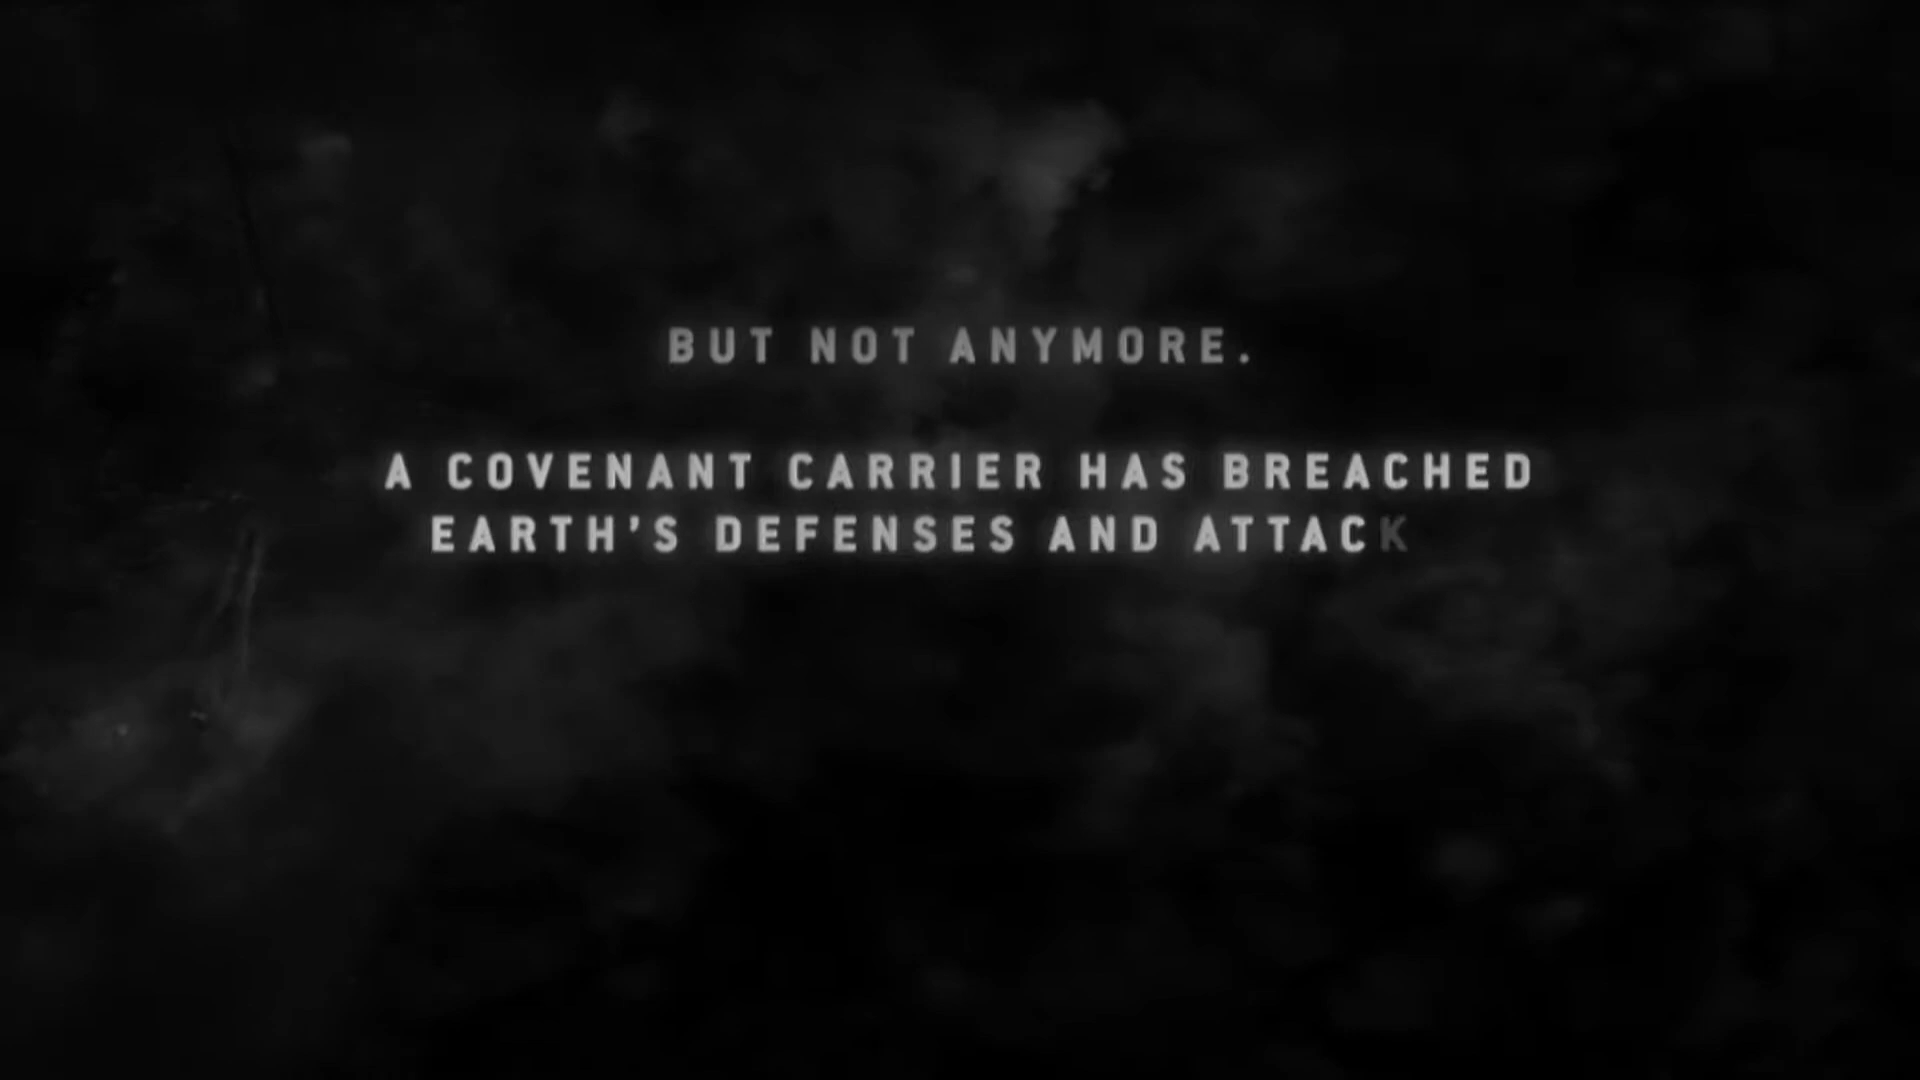 BUT NOT ANYMORE.
A COVENANT CARRIER HAS BREACHED
EARTH’S DEFENSES AND ATTACK